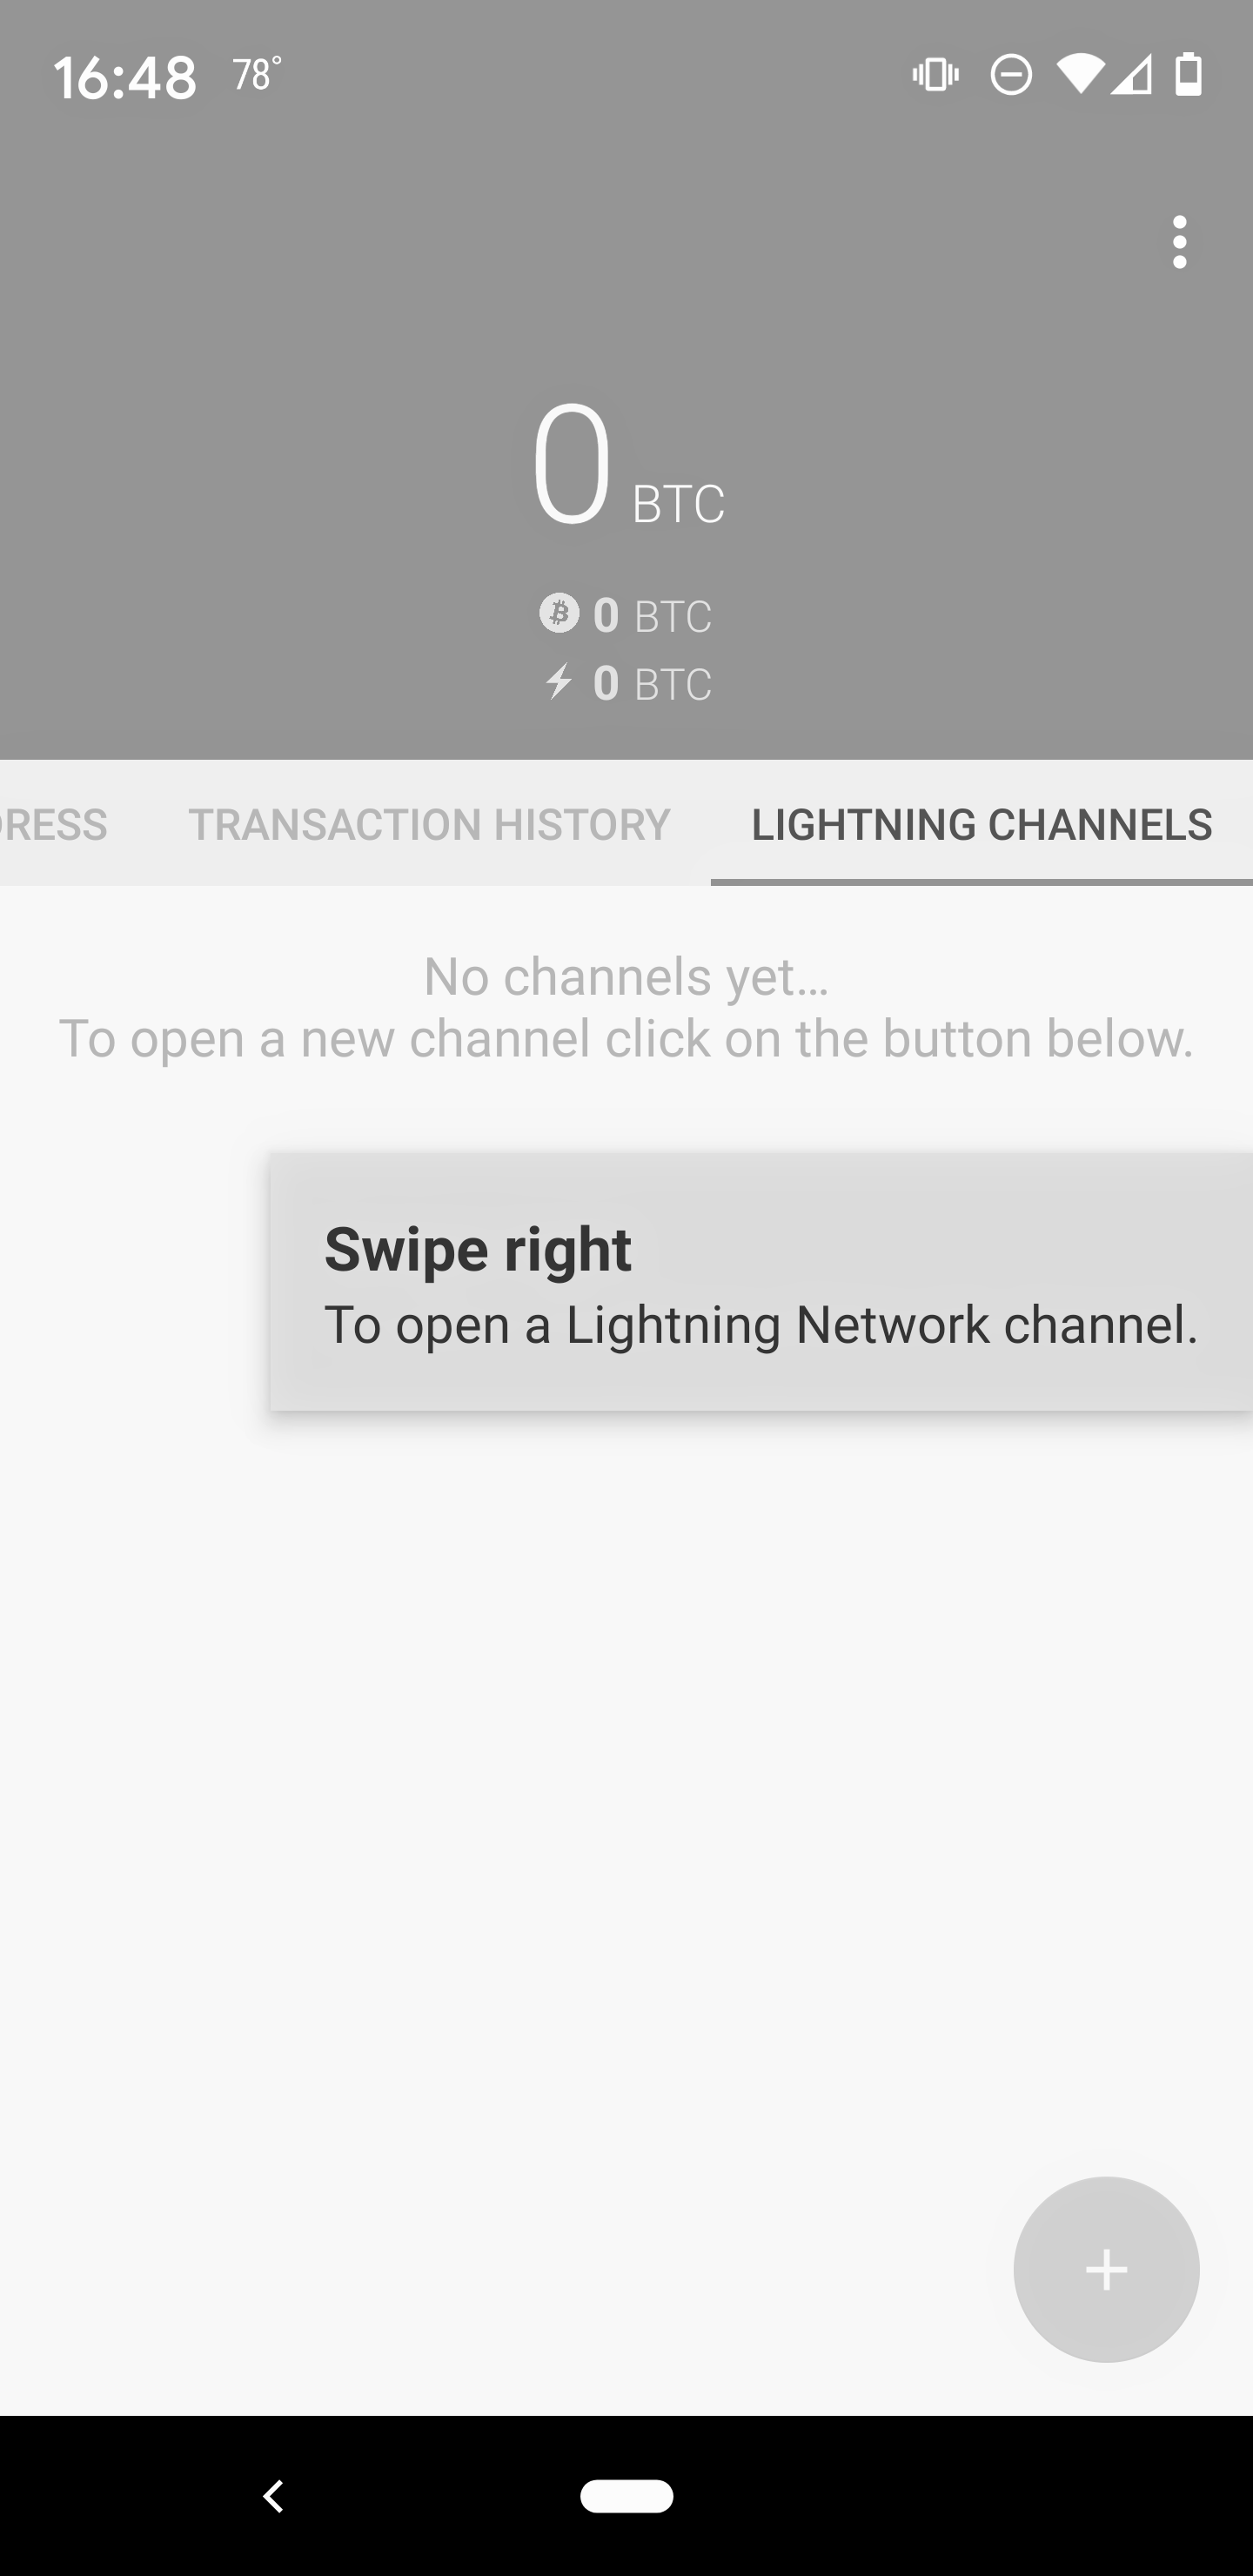 16:48 78°
0 BTC
0 BTC
0 BTC
RESS TRANSACTION HISTORY LIGHTNING CHANNELS
No channels yet…
To open a new channel click on the button below.
Swipe right
To open a Lightning Network channel.